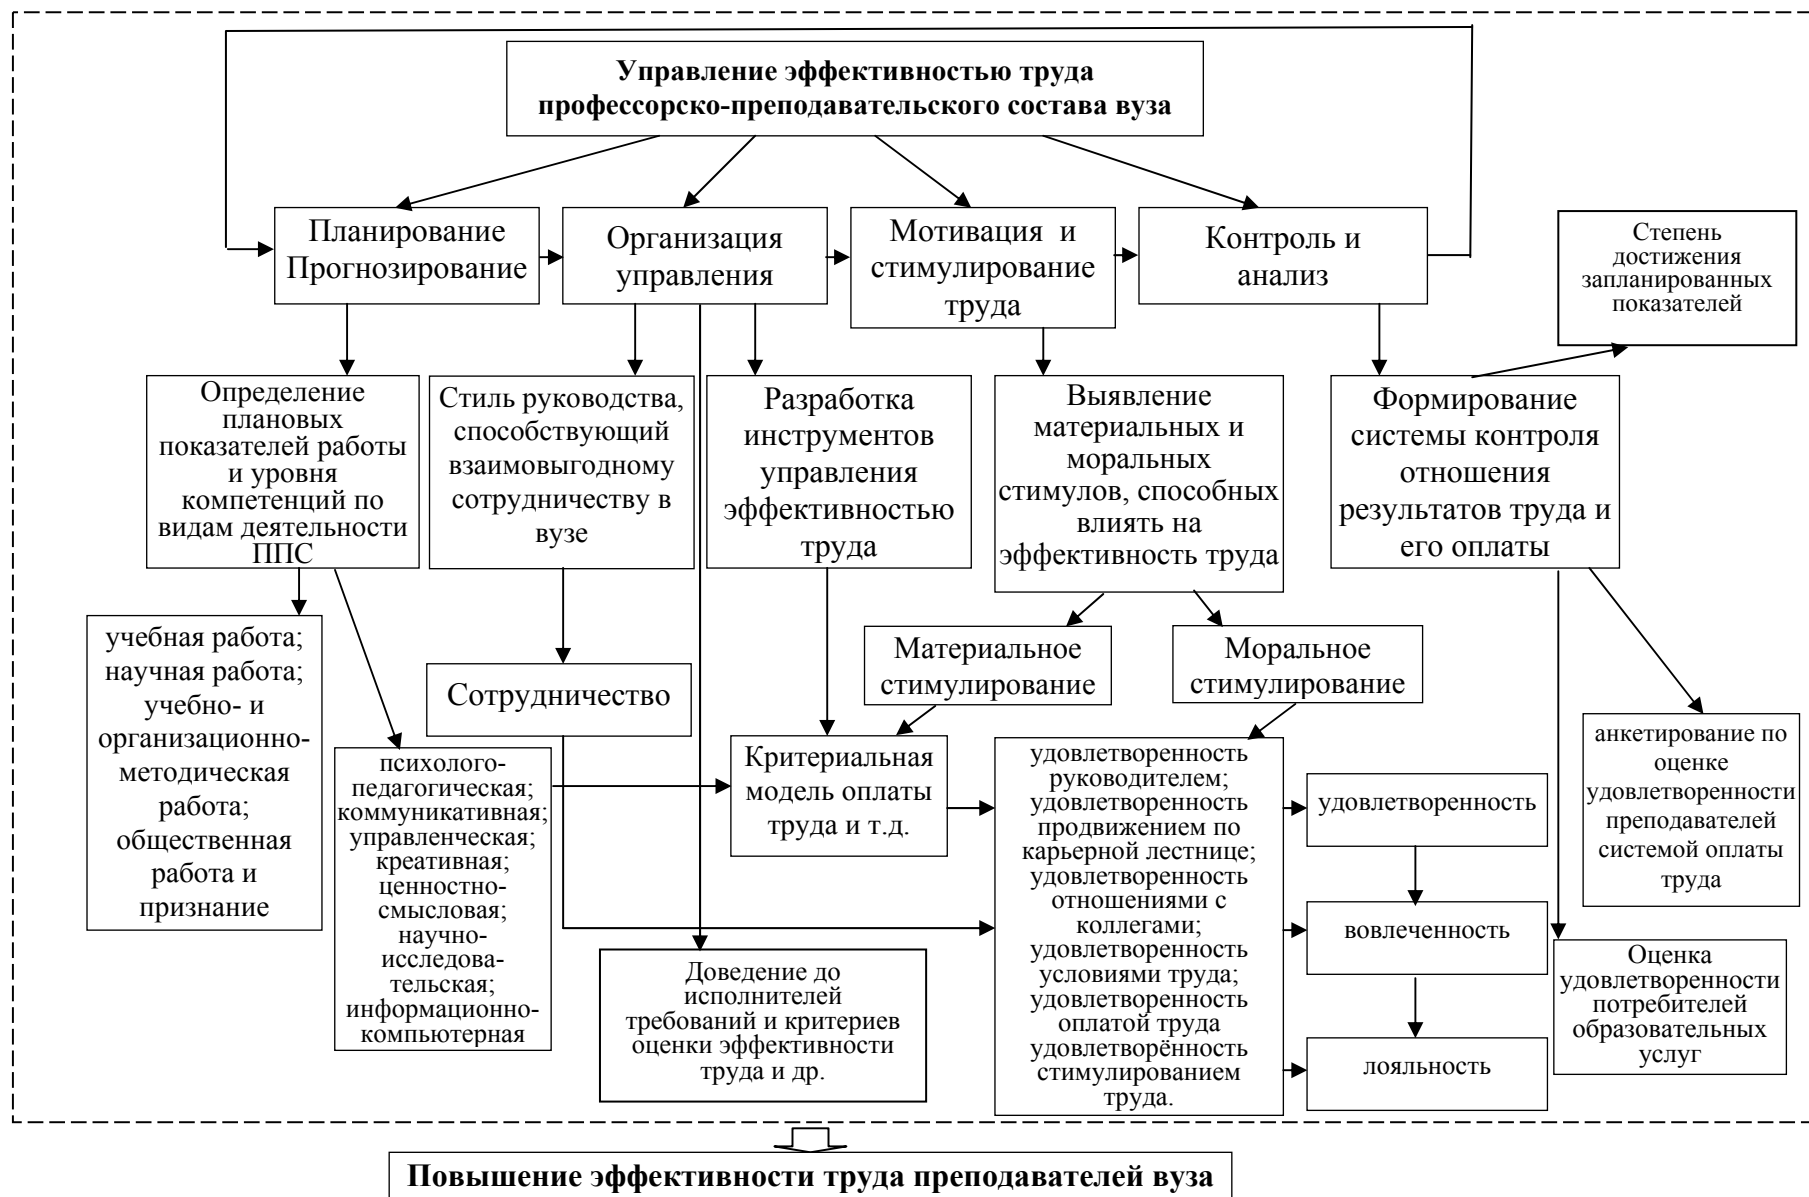 Управление эффективностью труда
профессорско-преподавательского состава вуза
Планирование
Прогнозирование
Организация
управления
Мотивация и
стимулирование
труда
Контроль и
анализ
Степень
достижения
запланированных
показателей
Определение
плановых
показателей работы
и уровня
компетенций по
видам деятельности
ППС
Стиль руководства,
способствующий
взаимовыгодному
сотрудничеству в
вузе
Разработка
инструментов
управления
эффективностью
труда
Выявление
материальных и
моральных
стимулов, способных
влиять на
эффективность труда
Формирование
системы контроля
отношения
результатов труда и
его оплаты
учебная работа;
научная работа;
учебно- и
организационно-
методическая
работа;
общественная
работа и
признание
психолого-
педагогическая;
коммуникативная;
управленческая;
креативная;
ценностно-
смысловая;
научно-
исследова-
тельская;
информационно-
компьютерная
Сотрудничество
Материальное
стимулирование
Моральное
стимулирование
Критериальная
модель оплаты
труда и т.д.
удовлетворенность
руководителем;
удовлетворенность
продвижением по
карьерной лестнице;
удовлетворенность
отношениями с
коллегами;
удовлетворенность
условиями труда;
удовлетворенность
оплатой труда
удовлетворённость
стимулированием
труда.
удовлетворенность
вовлеченность
лояльность
анкетирование по
оценке
удовлетворенности
преподавателей
системой оплаты
труда
Оценка
удовлетворенности
потребителей
образовательных
услуг
Доведение до
исполнителей
требований и критериев
оценки эффективности
труда и др.
Повышение эффективности труда преподавателей вуза